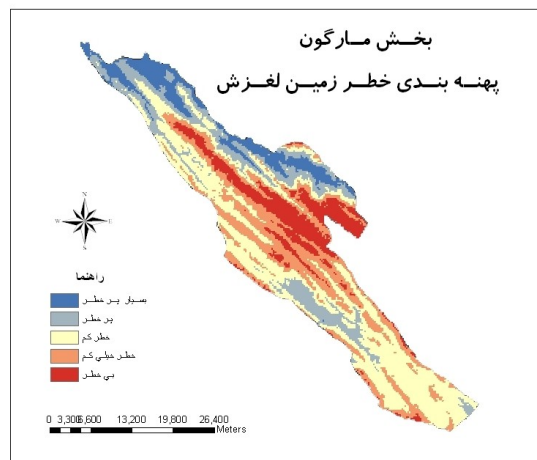 بخش مارگون
پهنه بندی خطر زمین لغزش
N
W E
S
راهنما
بسیار پر خطر
پر خطر
خطر کم
خطر خیلی کم
بی خطر
0 3,300 6,600 13,200 19,800 26,400
Meters